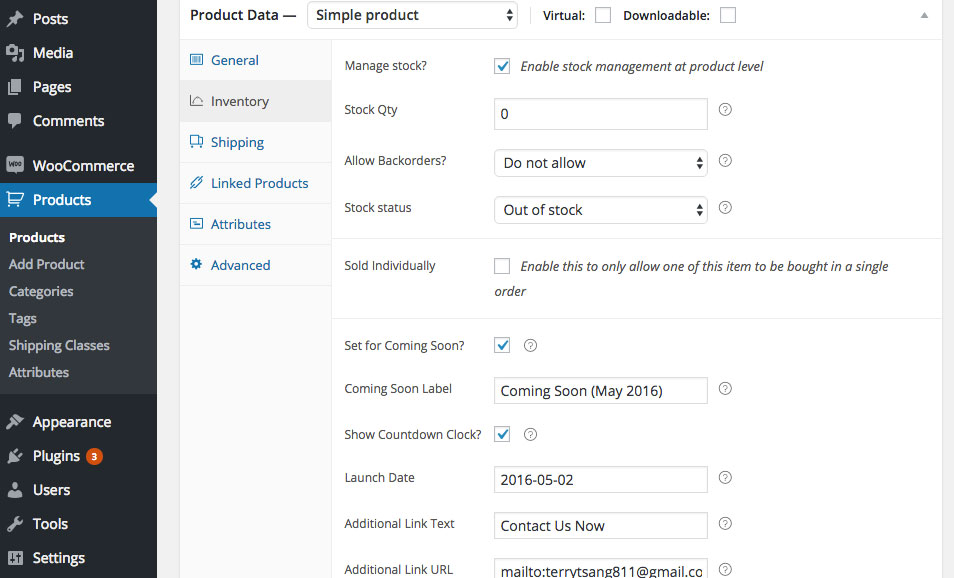 Posts
Media
Pages
Comments
WooCommerce
Products
Products
Add Product
Categories
Tags
Shipping Classes
Attributes
Appearance
Plugins 3
Users
Tools
Settings
Product Data — Simple product Virtual: Downloadable:
General
Inventory
Shipping
Linked Products
Attributes
Advanced
Manage stock? Enable stock management at product level
Stock Qty 0
Allow Backorders? Do not allow
Stock status Out of stock
Sold Individually Enable this to only allow one of this item to be bought in a single
order
Set for Coming Soon?
Coming Soon Label Coming Soon (May 2016)
Show Countdown Clock?
Launch Date 2016-05-02
Additional Link Text Contact Us Now
Additional Link URL mailto:terrytsang811@gmail.co